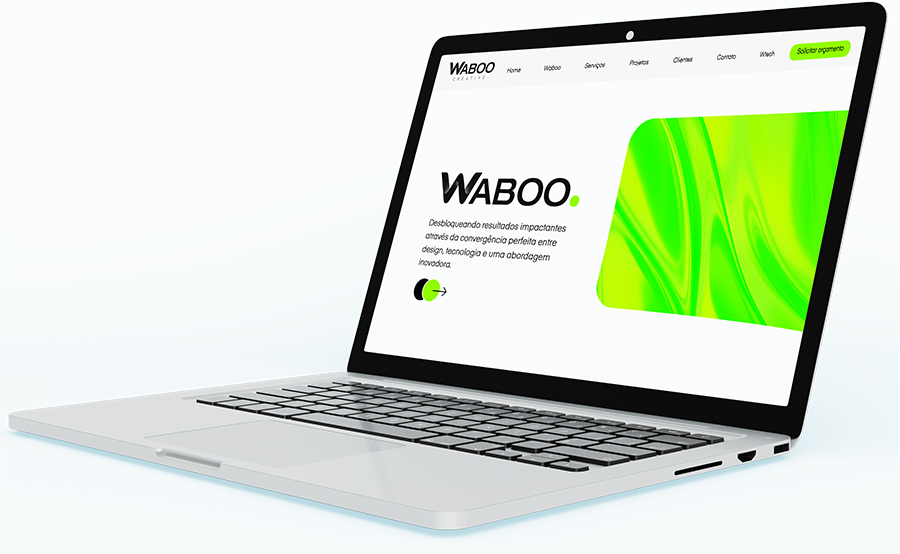 WABOO
CREATIVE
Home Waboo Serviços Projetos Clientes Contato Wtech Solicitar orçamento
WABOO.
Desbloqueando resultados impactantes
através da convergência perfeita entre
design, tecnologia e uma abordagem
inovadora.